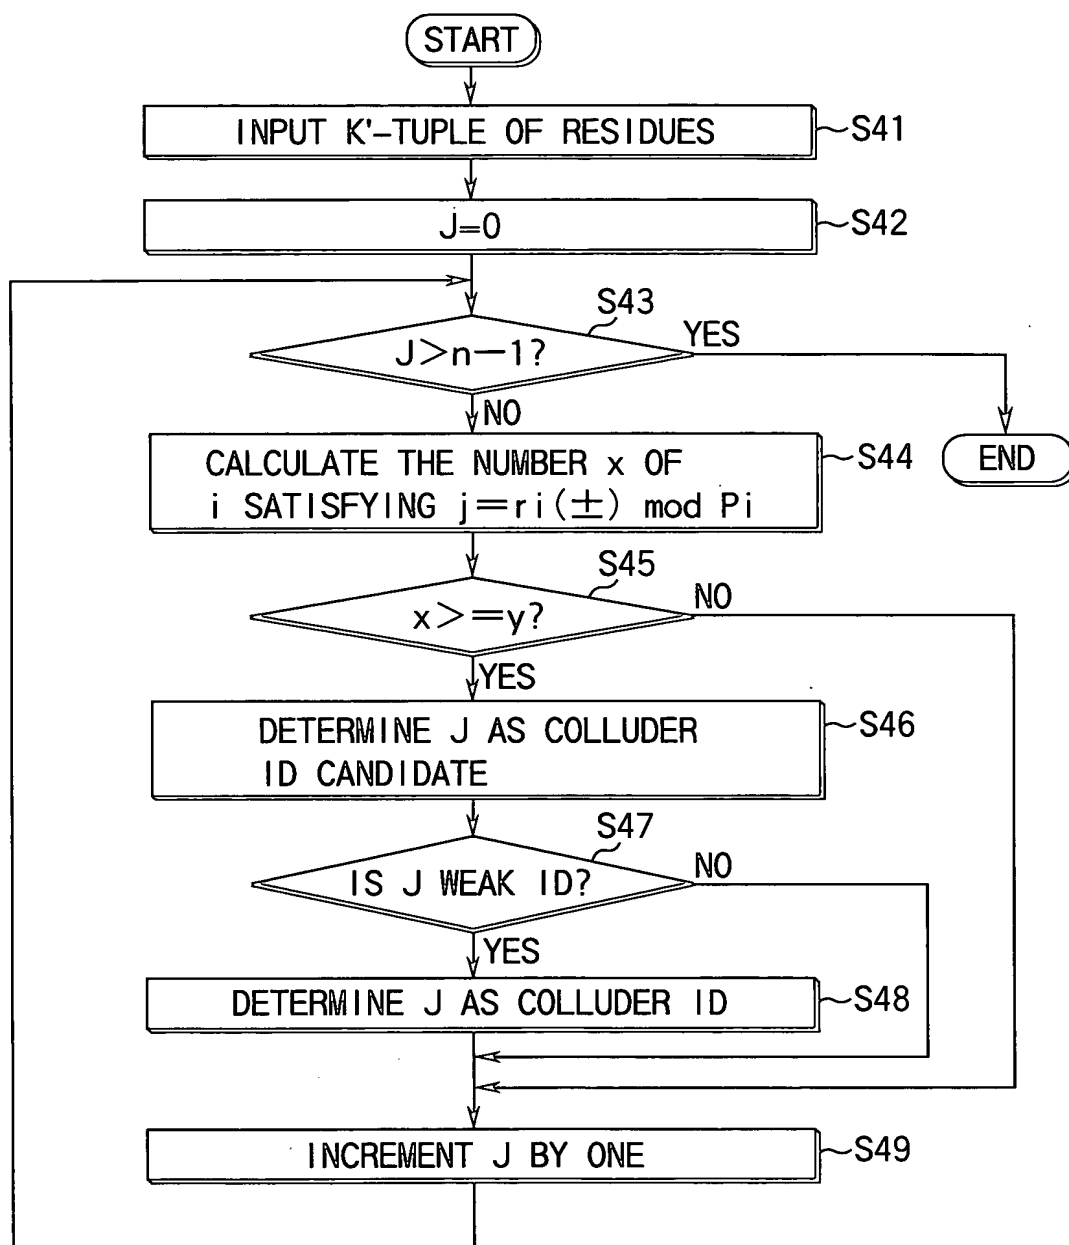 START
INPUT K'-TUPLE OF RESIDUES
S41
J=0
S42
S43
J>n-1?
YES
NO
CALCULATE THE NUMBER x OF
i SATISFYING j=ri(±) mod Pi
S44
END
S45
x>=y?
NO
YES
DETERMINE J AS COLLUDER
ID CANDIDATE
S46
S47
IS J WEAK ID?
NO
YES
DETERMINE J AS COLLUDER ID
S48
INCREMENT J BY ONE
S49